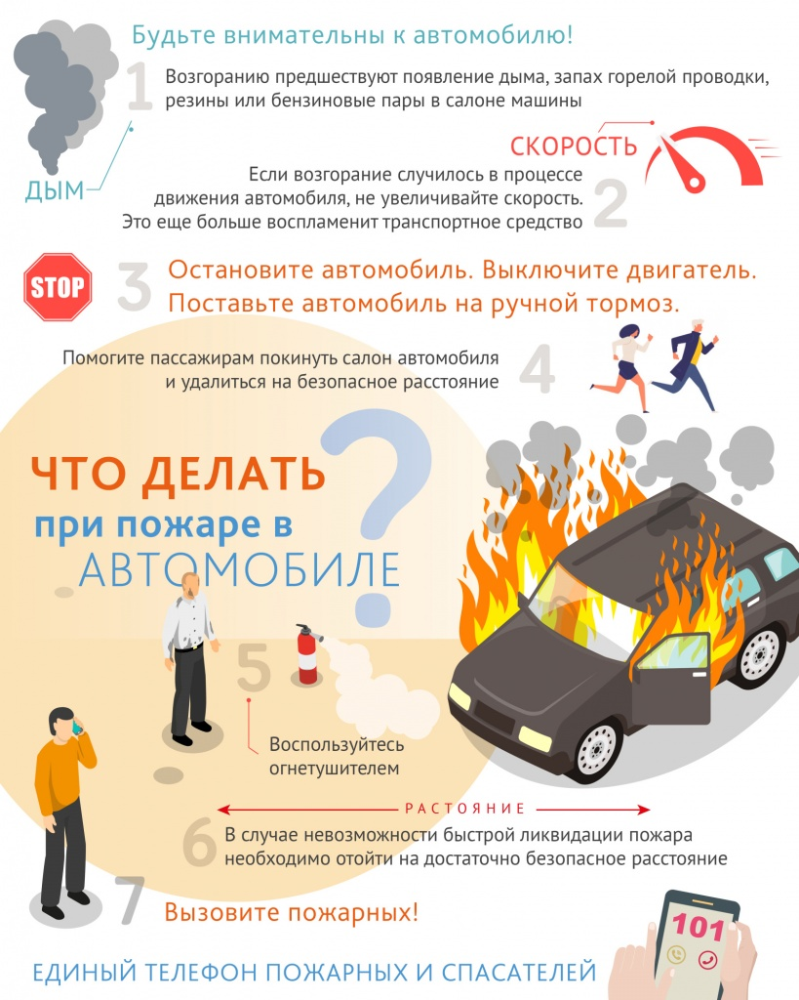 Будьте внимательны к автомобилю!
1
Возгоранию предшествуют появление дыма, запах горелой проводки,
резины или бензиновые пары в салоне машины
ДЫМ
СКОРОСТЬ
Если возгорание случилось в процессе
движения автомобиля, не увеличивайте скорость.
Это еще больше воспламенит транспортное средство
2
STOP
3
Остановите автомобиль. Выключите двигатель.
Поставьте автомобиль на ручной тормоз.
Помогите пассажирам покинуть салон автомобиля
и удалиться на безопасное расстояние
4
ЧТО ДЕЛАТЬ
при пожаре в
АВТОМОБИЛЕ
?
5
Воспользуйтесь
огнетушителем
РАСТОЯНИЕ
6
В случае невозможности быстрой ликвидации пожара
необходимо отойти на достаточно безопасное расстояние
7
Вызовите пожарных!
101
ЕДИНЫЙ ТЕЛЕФОН ПОЖАРНЫХ И СПАСАТЕЛЕЙ